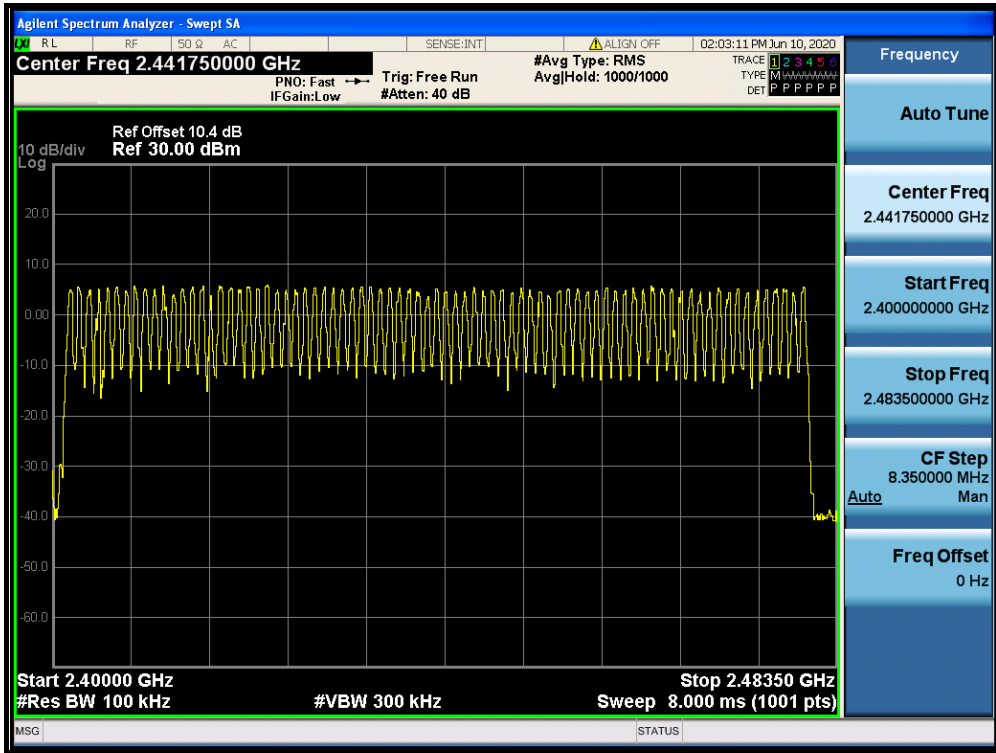 Agilent Spectrum Analyzer - Swept SA
LXI RL RF 50 Ω AC SENSE:INT ALIGN OFF 02:03:11 PM Jun 10, 2020
Center Freq 2.441750000 GHz
PNO: Fast
IFGain:Low
Trig: Free Run
#Atten: 40 dB
#Avg Type: RMS
Avg|Hold: 1000/1000
TRACE 1 2 3 4 5 6
TYPE M WWWWW
DET P P P P P P
Ref Offset 10.4 dB
10 dB/div Ref 30.00 dBm
Log
20.0
10.0
0.00
-10.0
-20.0
-30.0
-40.0
-50.0
-60.0
Start 2.40000 GHz Stop 2.48350 GHz
#Res BW 100 kHz #VBW 300 kHz Sweep 8.000 ms (1001 pts)
MSG STATUS
Frequency
Auto Tune
Center Freq
2.441750000 GHz
Start Freq
2.400000000 GHz
Stop Freq
2.483500000 GHz
CF Step
8.350000 MHz
Auto Man
Freq Offset
0 Hz